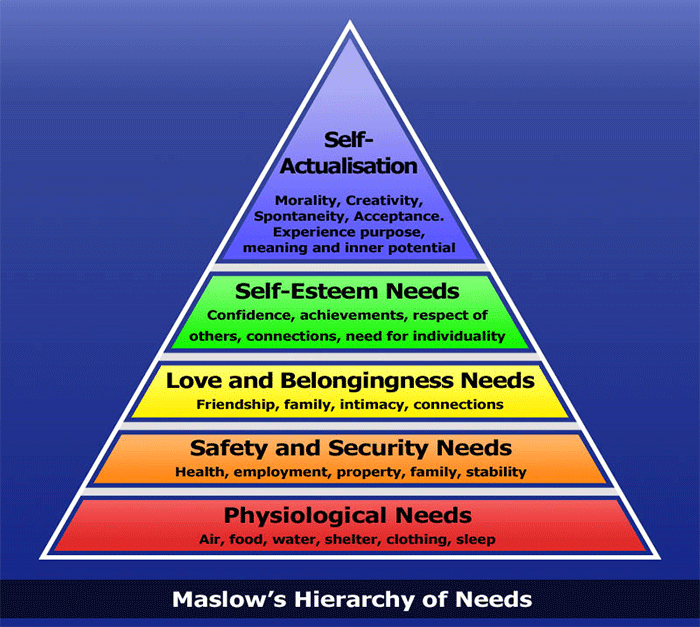 Self-
Actualisation
Morality, Creativity,
Spontaneity, Acceptance.
Experience purpose,
meaning and inner potential
Self-Esteem Needs
Confidence, achievements, respect of
others, connections, need for individuality
Love and Belongingness Needs
Friendship, family, intimacy, connections
Safety and Security Needs
Health, employment, property, family, stability
Physiological Needs
Air, food, water, shelter, clothing, sleep
Maslow's Hierarchy of Needs